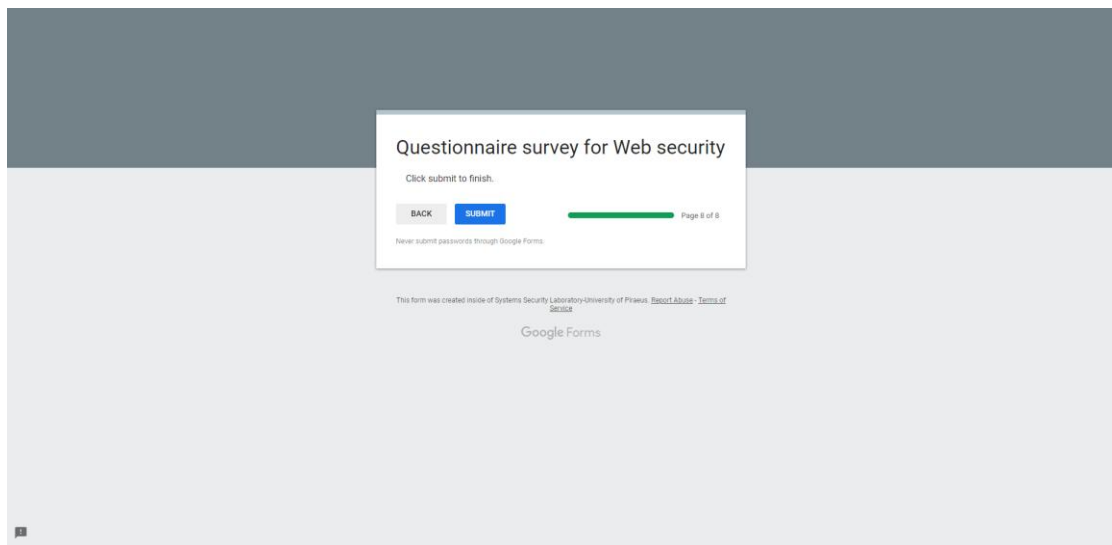 Questionnaire survey for Web security
Click submit to finish.
BACK SUBMIT Page 8 of 8
Never submit passwords through Google Forms.
This form was created inside of Systems Security Laboratory-University of Piraeus. Report Abuse - Terms of
Service
Google Forms